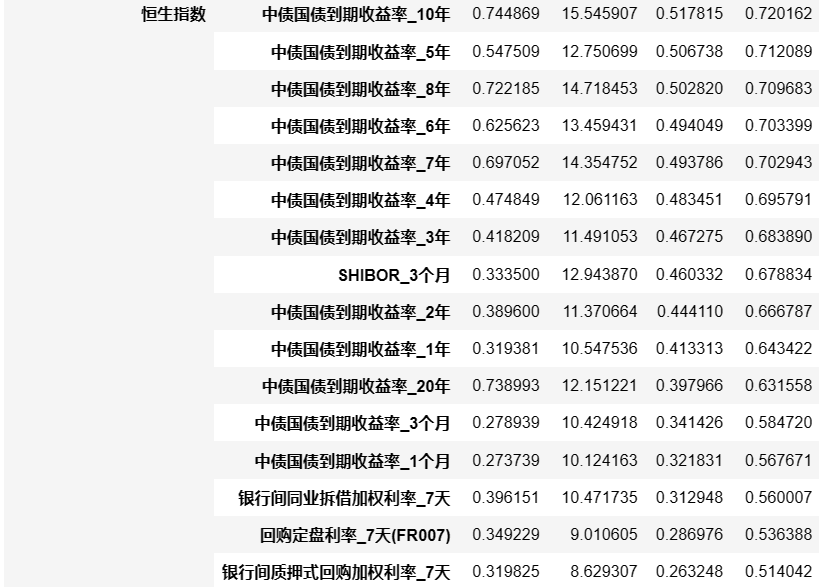 恒生指数 中债国债到期收益率_10年 0.744869 15.545907 0.517815 0.720162
中债国债到期收益率_5年 0.547509 12.750699 0.506738 0.712089
中债国债到期收益率_8年 0.722185 14.718453 0.502820 0.709683
中债国债到期收益率_6年 0.625623 13.459431 0.494049 0.703399
中债国债到期收益率_7年 0.697052 14.354752 0.493786 0.702943
中债国债到期收益率_4年 0.474849 12.061163 0.483451 0.695791
中债国债到期收益率_3年 0.418209 11.491053 0.467275 0.683890
SHIBOR_3个月 0.333500 12.943870 0.460332 0.678834
中债国债到期收益率_2年 0.389600 11.370664 0.444110 0.666787
中债国债到期收益率_1年 0.319381 10.547536 0.413313 0.643422
中债国债到期收益率_20年 0.738993 12.151221 0.397966 0.631558
中债国债到期收益率_3个月 0.278939 10.424918 0.341426 0.584720
中债国债到期收益率_1个月 0.273739 10.124163 0.321831 0.567671
银行间同业拆借加权利率_7天 0.396151 10.471735 0.312948 0.560007
回购定盘利率_7天(FR007) 0.349229 9.010605 0.286976 0.536388
银行间质押式回购加权利率_7天 0.319825 8.629307 0.263248 0.514042